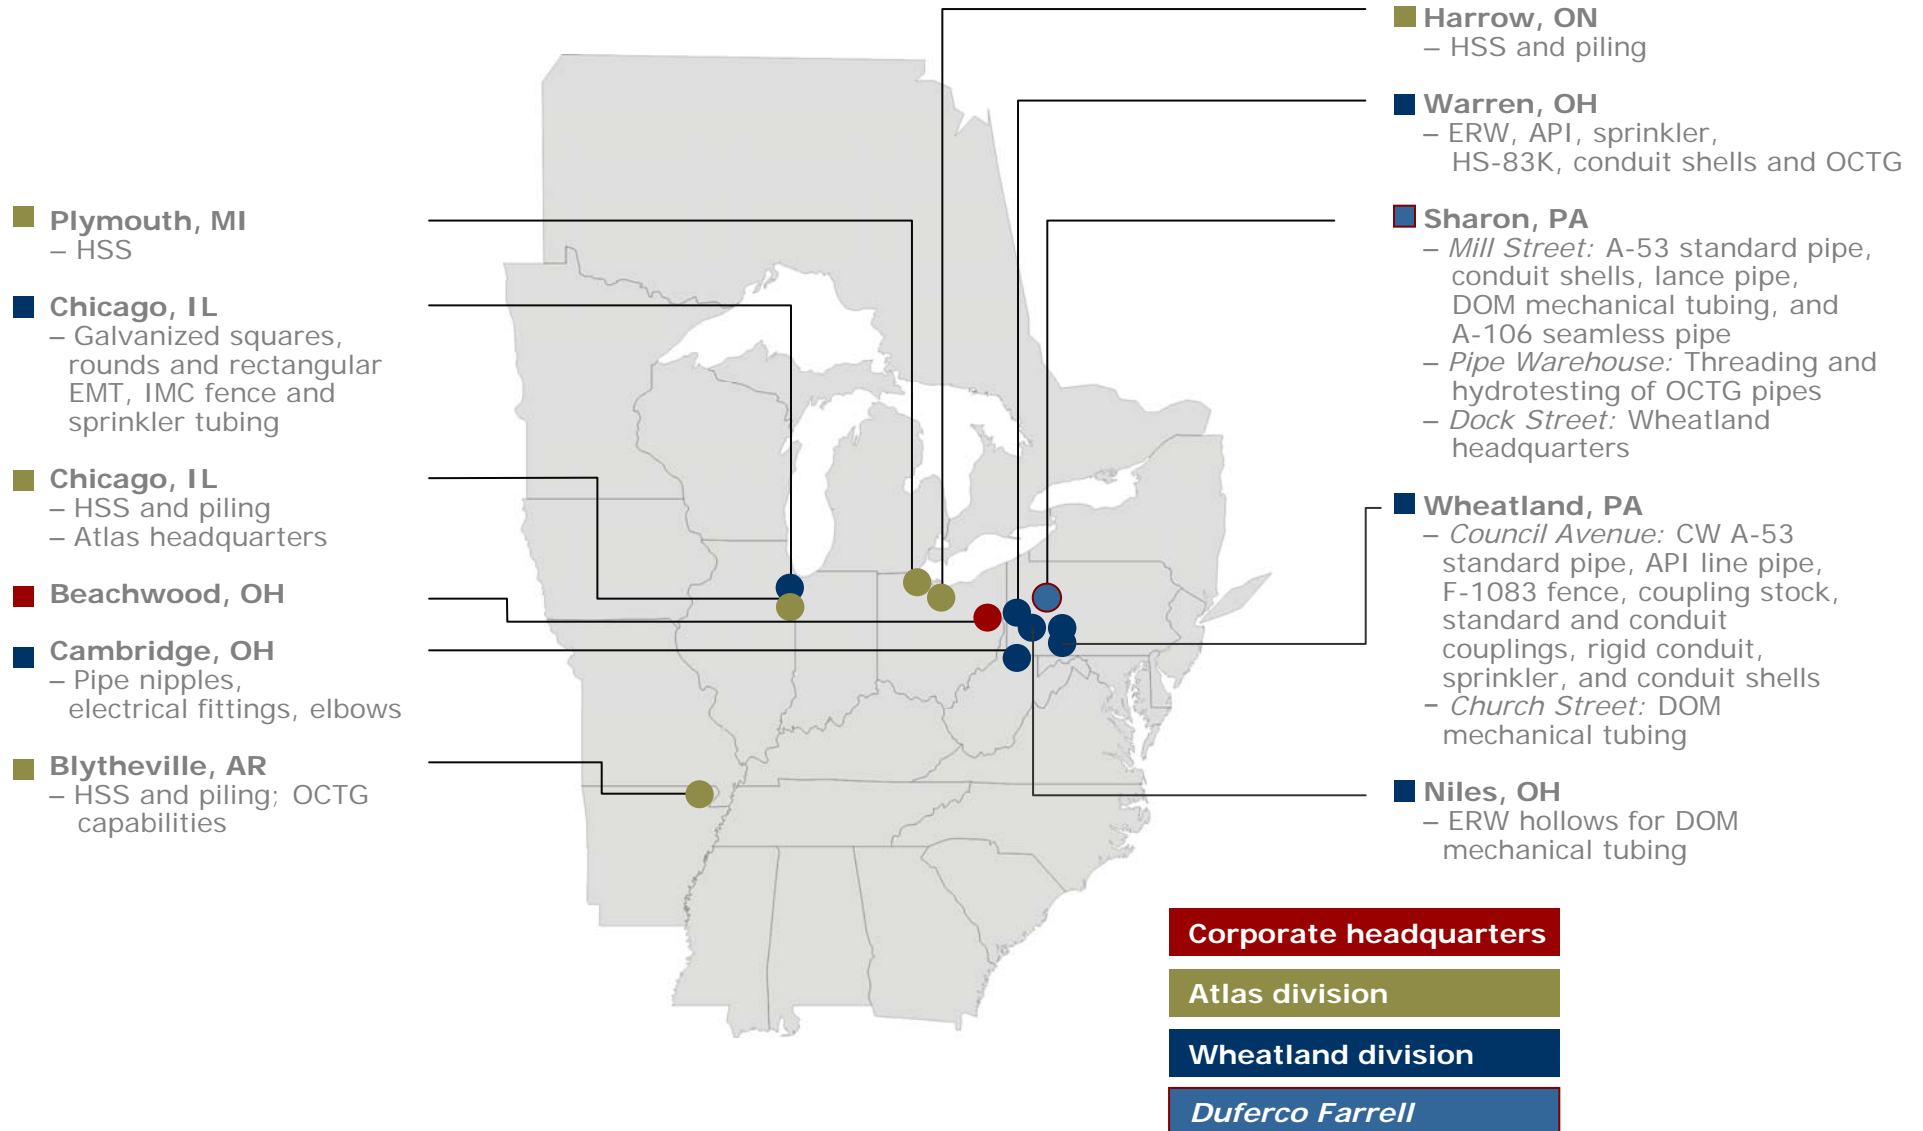 Plymouth, MI
– HSS
Chicago, IL
– Galvanized squares,
rounds and rectangular
EMT, IMC fence and
sprinkler tubing
Chicago, IL
– HSS and piling
– Atlas headquarters
Beachwood, OH
Cambridge, OH
– Pipe nipples,
electrical fittings, elbows
Blytheville, AR
– HSS and piling; OCTG
capabilities
Harrow, ON
– HSS and piling
Warren, OH
– ERW, API, sprinkler,
HS-83K, conduit shells and OCTG
Sharon, PA
– Mill Street: A-53 standard pipe,
conduit shells, lance pipe,
DOM mechanical tubing, and
A-106 seamless pipe
– Pipe Warehouse: Threading and
hydrotesting of OCTG pipes
– Dock Street: Wheatland
headquarters
Wheatland, PA
– Council Avenue: CW A-53
standard pipe, API line pipe,
F-1083 fence, coupling stock,
standard and conduit
couplings, rigid conduit,
sprinkler, and conduit shells
– Church Street: DOM
mechanical tubing
Niles, OH
– ERW hollows for DOM
mechanical tubing
Corporate headquarters
Atlas division
Wheatland division
Duferco Farrell